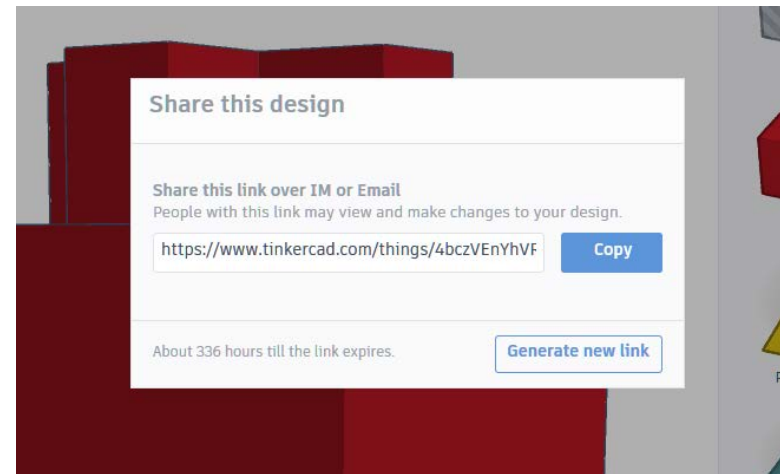 Share this design
Share this link over IM or Email
People with this link may view and make changes to your design.
https://www.tinkercad.com/things/4bczVEnYhVF
Copy
About 336 hours till the link expires.
Generate new link